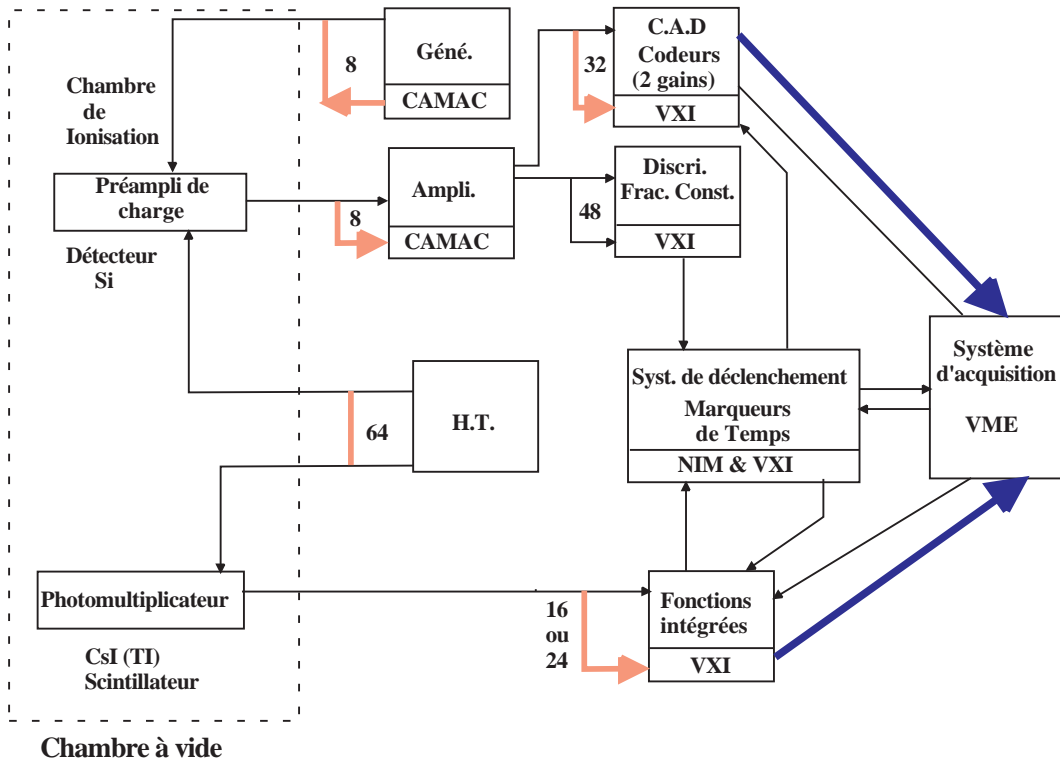 Géné.
CAMAC
8
C.A.D
Codeurs
(2 gains)
VXI
32
Chambre
de
Ionisation
Préampli de
charge
8
Ampli.
CAMAC
Discri.
Frac. Const.
VXI
48
Détecteur
Si
H.T.
64
Syst. de déclenchement
Marqueurs
de Temps
NIM & VXI
Système
d'acquisition
VME
Photomultiplicateur
16
ou
24
Fonctions
intégrées
VXI
CsI (TI)
Scintillateur
Chambre à vide